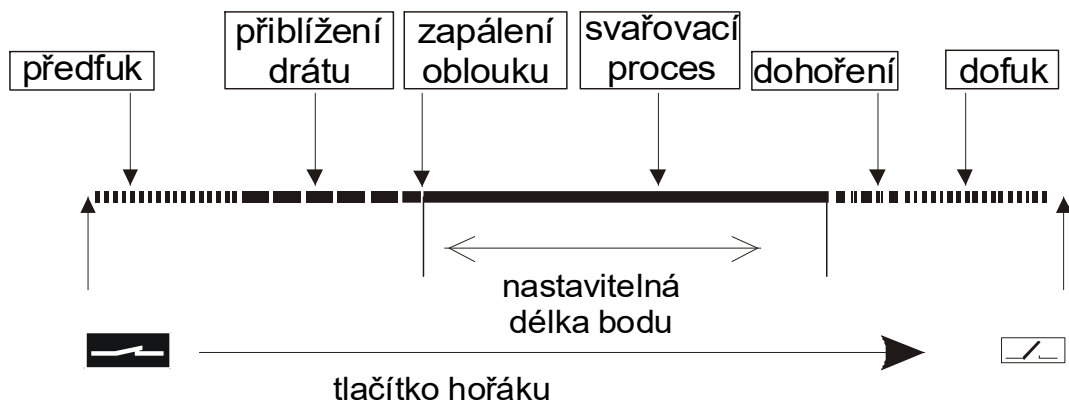 předfuk
přiblížení
drátu
zapálení
oblouku
svařovací
proces
dohoření
dofuk
nastavitelná
délka bodu
tlačítko hořáku